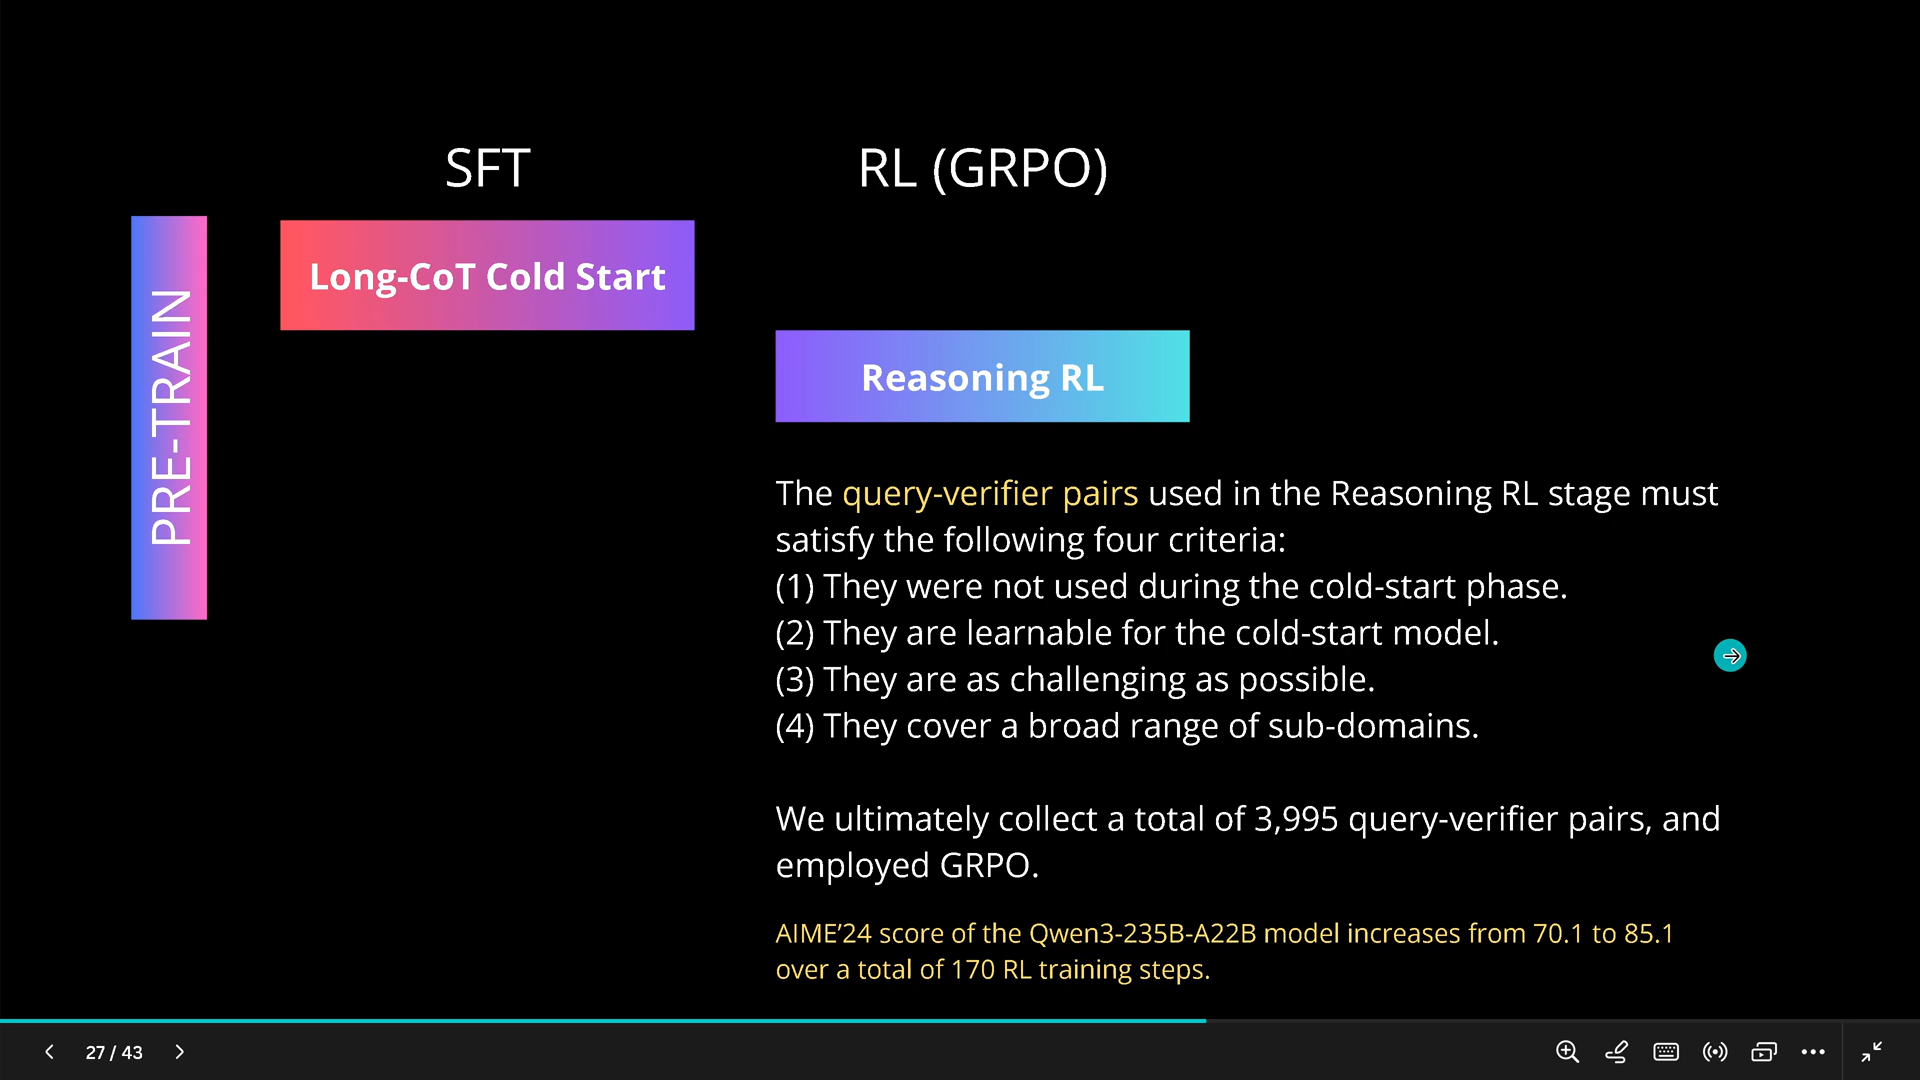 SFT
RL (GRPO)
PRE-TRAIN
Long-CoT Cold Start
Reasoning RL
The query-verifier pairs used in the Reasoning RL stage must
satisfy the following four criteria:
(1) They were not used during the cold-start phase.
(2) They are learnable for the cold-start model.
(3) They are as challenging as possible.
(4) They cover a broad range of sub-domains.
We ultimately collect a total of 3,995 query-verifier pairs, and
employed GRPO.
AIME’24 score of the Qwen3-235B-A22B model increases from 70.1 to 85.1
over a total of 170 RL training steps.
27 / 43